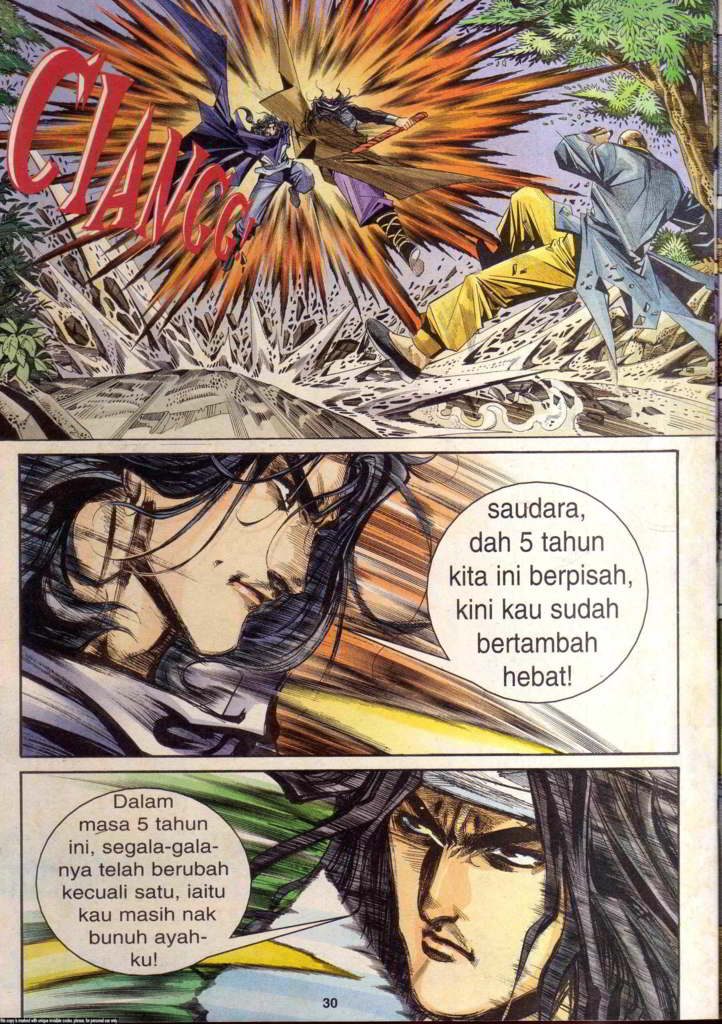 CIANGG
saudara,
dah 5 tahun
kita ini berpisah,
kini kau sudah
bertambah
hebat!
Dalam
masa 5 tahun
ini, segala-gala-
nya telah berubah
kecuali satu, iaitu
kau masih nak
bunuh ayah-
ku!
30